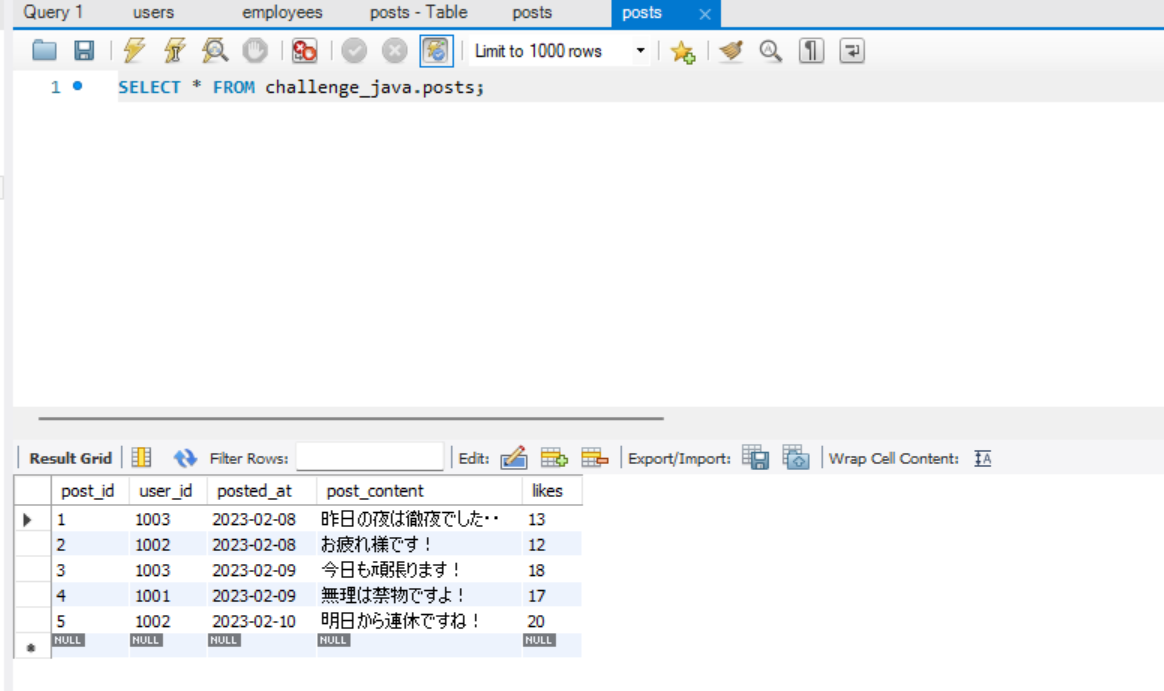 Query 1 users employees posts - Table posts posts
Limit to 1000 rows
1 SELECT * FROM challenge_java.posts;
Result Grid Filter Rows: Edit: Export/Import: Wrap Cell Content:
post_id user_id posted_at post_content likes
1 1003 2023-02-08 昨日の夜は徹夜でした・・ 13
2 1002 2023-02-08 お疲れ様です！ 12
3 1003 2023-02-09 今日も頑張ります！ 18
4 1001 2023-02-09 無理は禁物ですよ！ 17
5 1002 2023-02-10 明日から連休ですね！ 20
NULL NULL NULL NULL NULL